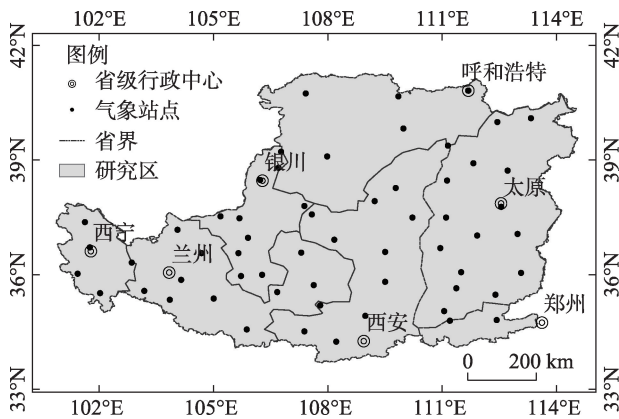 102°E 105°E 108°E 111°E 114°E
42°N 42°N
图例
省级行政中心
气象站点
省界
研究区
呼和浩特
39°N 39°N
银川
太原
西宁
兰州
36°N 36°N
郑州
西安
0 200 km
33°N 33°N
102°E 105°E 108°E 111°E 114°E